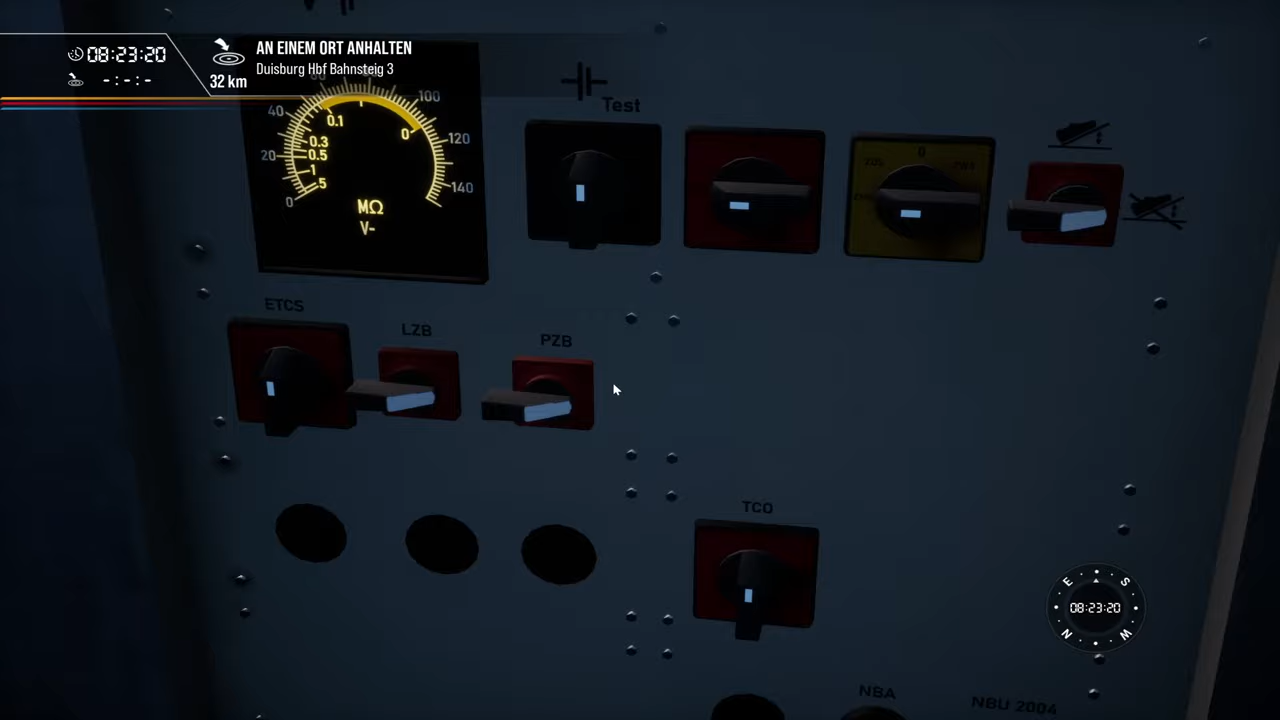 08:23:20
AN EINEM ORT ANHALTEN
Duisburg Hbf Bahnsteig 3
- : - : -
32 km
Test
0
20
40
100
120
140
5
1
0.5
0.3
0.1
0
MΩ
V-
0
ETCS
LZB
PZB
TCO
E
S
N
W
08:23:20
NBA
NBU 2004